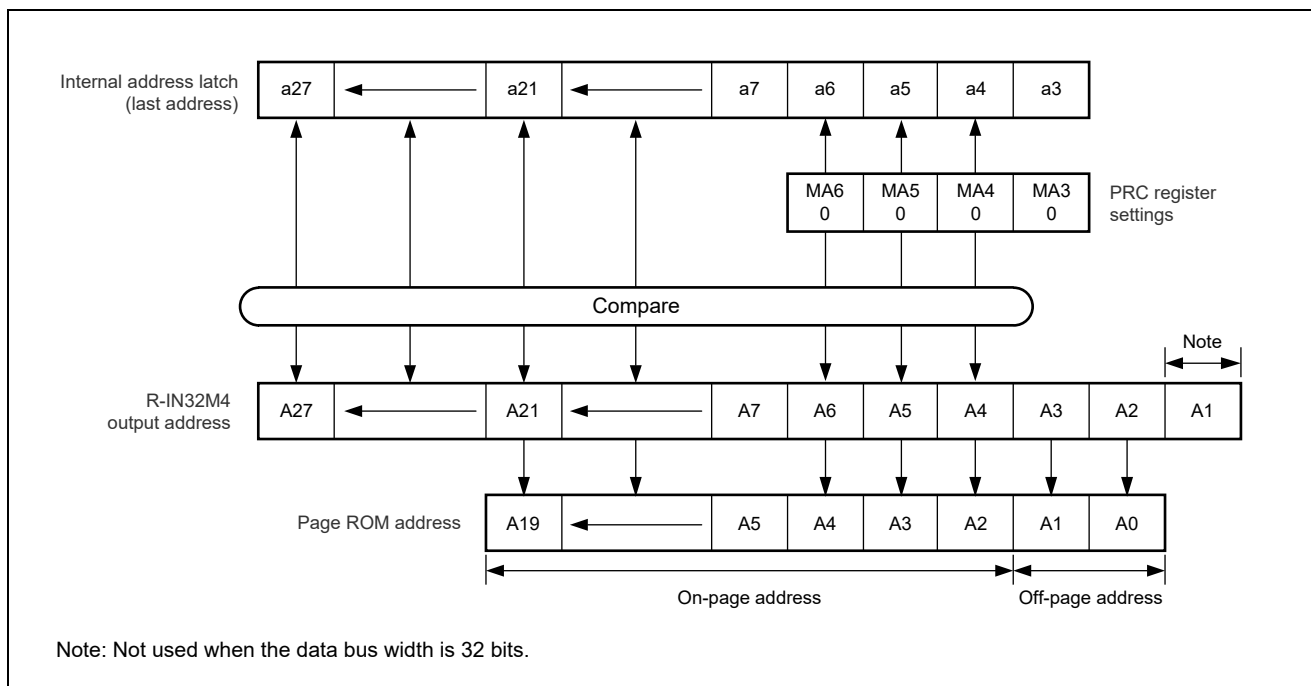 Internal address latch
(last address)
a27 a21 a7 a6 a5 a4 a3
MA6 MA5 MA4 MA3
0 0 0 0
PRC register
settings
Compare
Note
R-IN32M4
output address
A27 A21 A7 A6 A5 A4 A3 A2 A1
Page ROM address
A19 A5 A4 A3 A2 A1 A0
On-page address
Off-page address
Note: Not used when the data bus width is 32 bits.